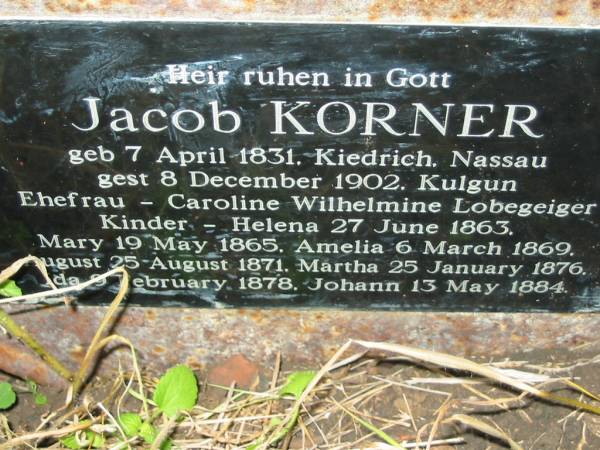 Heir ruhen in Gott
Jacob KORNER
geb 7 April 1831. Kiedrich. Nassau
gest 8 December 1902. Kulgun
Ehefrau - Caroline Wilhelmine Lobegeiger
Kinder - Helena 27 June 1863.
Mary 19 May 1865. Amelia 6 March 1869.
August 25 August 1871. Martha 25 January 1876.
February 1878. Johann 13 May 1884.